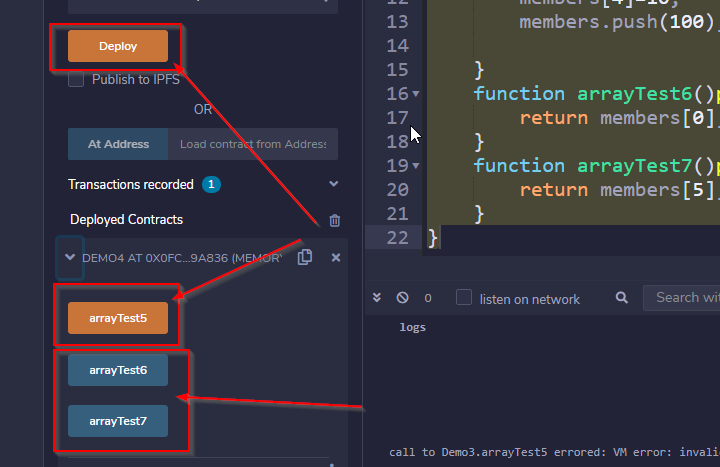 Deploy
Publish to IPFS
OR
At Address Load contract from Address
Transactions recorded 1
Deployed Contracts
DEMO4 AT 0X0FC...9A836 (MEMORY
arrayTest5
arrayTest6
arrayTest7
12 members[4]=10;
13 members.push(100)
14
15 }
16 function arrayTest6()p
17 return members[0]
18 }
19 function arrayTest7()p
20 return members[5]
21 }
22 }
0 listen on network Search with
logs
call to Demo3.arrayTest5 errored: VM error: invali